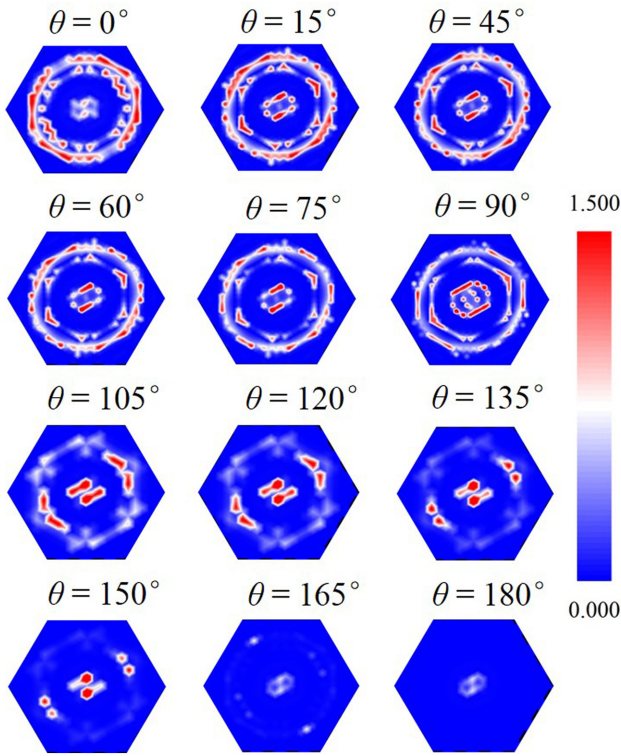 θ = 0° θ = 15° θ = 45°
θ = 60° θ = 75° θ = 90° 1.500
θ = 105° θ = 120° θ = 135°
θ = 150° θ = 165° θ = 180° 0.000